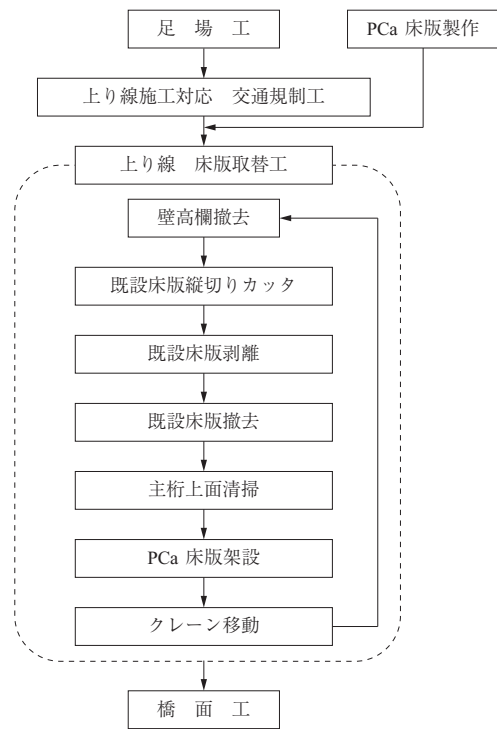 足　場　工
PCa 床版製作
上り線施工対応　交通規制工
上り線　床版取替工
壁高欄撤去
既設床版縦切りカッタ
既設床版剥離
既設床版撤去
主桁上面清掃
PCa 床版架設
クレーン移動
橋　面　工